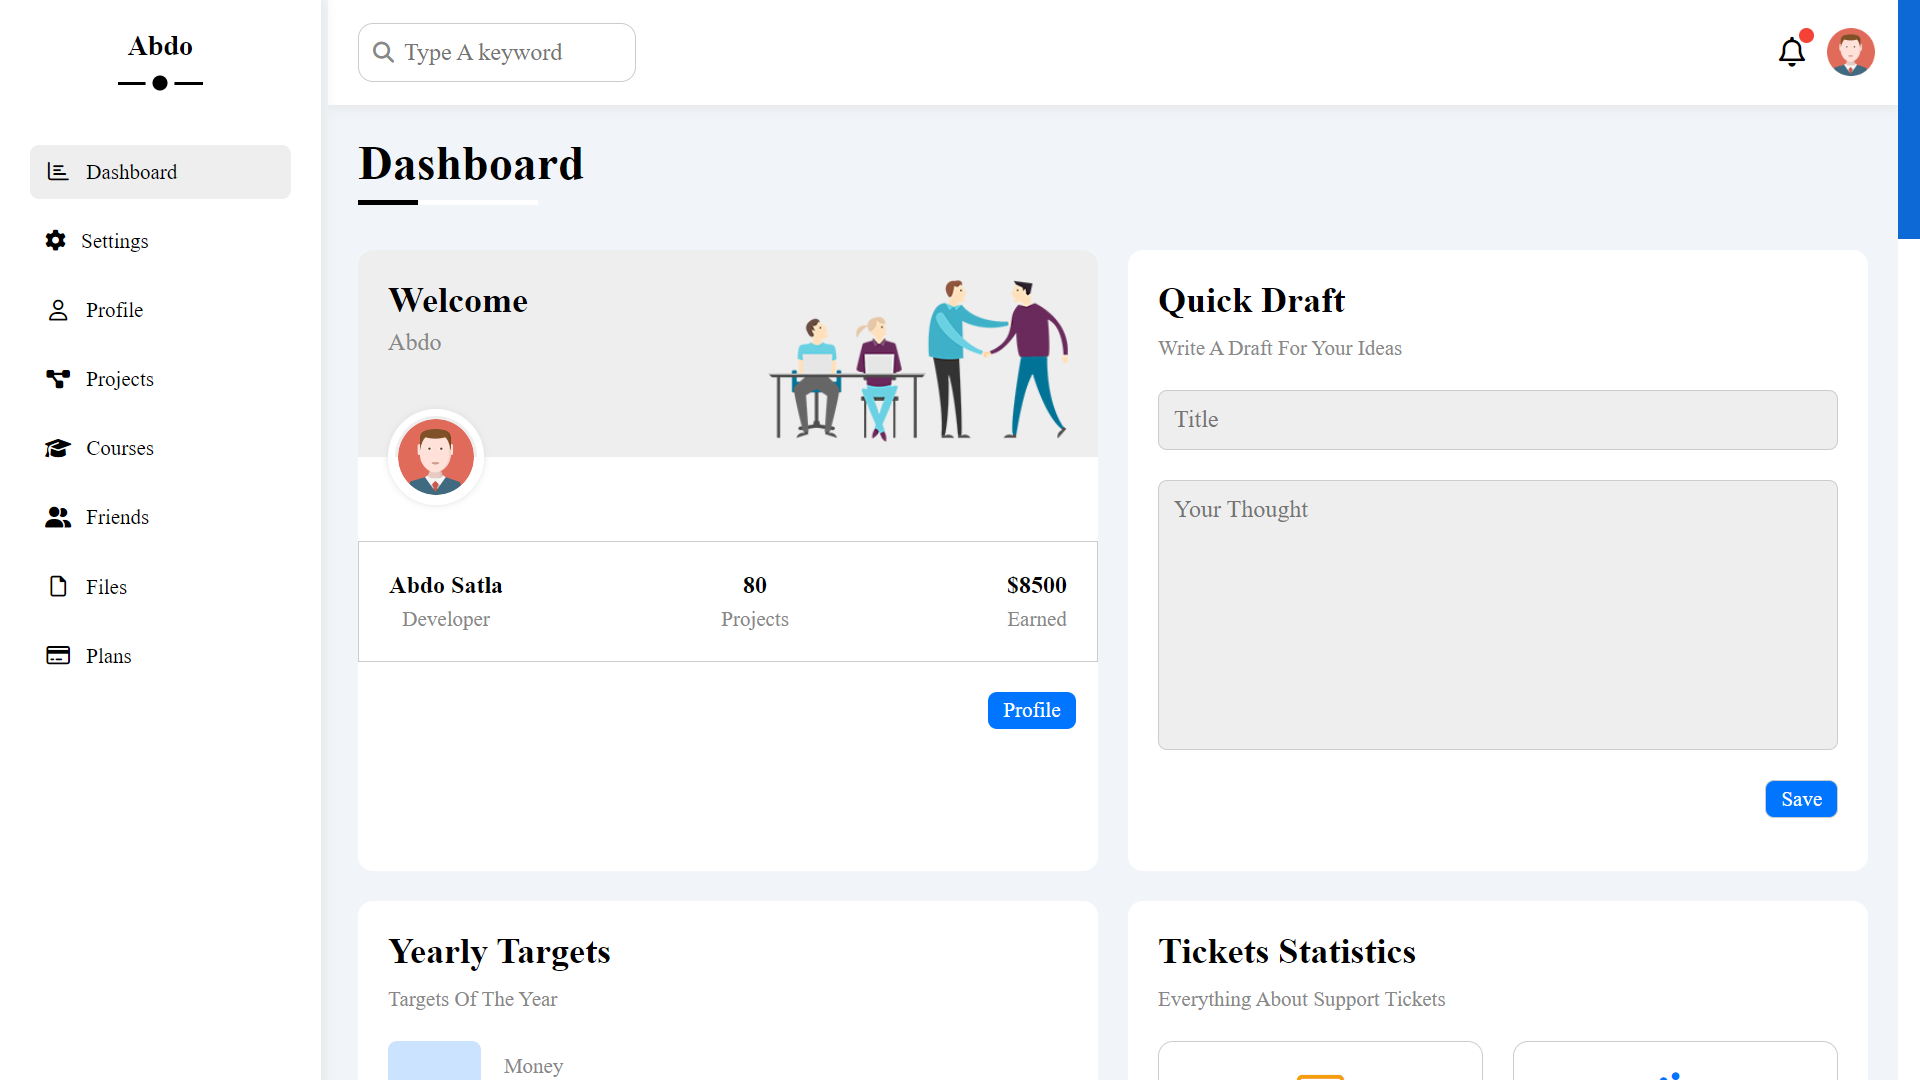 Abdo
Dashboard
Settings
Profile
Projects
Courses
Friends
Files
Plans
Type A keyword
Dashboard
Welcome
Abdo
Abdo Satla
Developer
80
Projects
$8500
Earned
Profile
Quick Draft
Write A Draft For Your Ideas
Title
Your Thought
Save
Yearly Targets
Targets Of The Year
Money
Tickets Statistics
Everything About Support Tickets